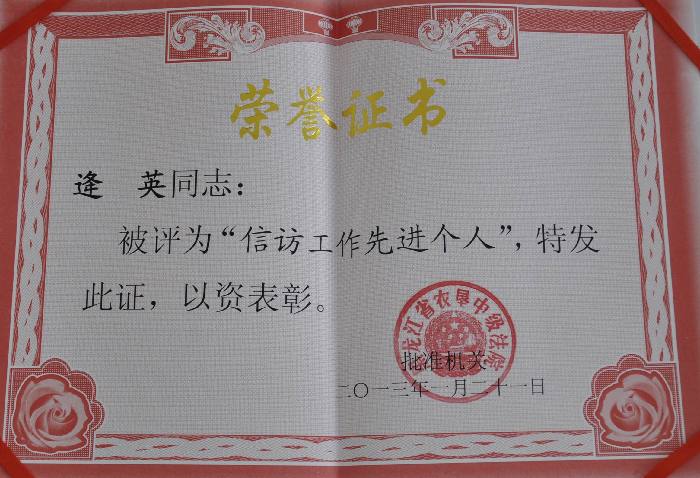 荣誉证书
逄 英同志：
被评为“信访工作先进个人”，特发
此证，以资表彰。
黑龙江省农垦中级法院
批准机关
二〇一三年一月二十一日